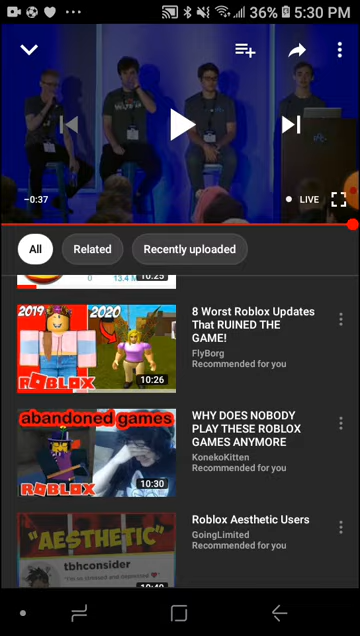 36% 5:30 PM
−0:37
LIVE
All
Related
Recently uploaded
13.4 M
10:25
2019
2020
ROBLOX
10:26
8 Worst Roblox Updates
That RUINED THE
GAME!
FlyBorg
Recommended for you
abandoned games
ROBLOX
10:30
WHY DOES NOBODY
PLAY THESE ROBLOX
GAMES ANYMORE
KonekoKitten
Recommended for you
"AESTHETIC"
tbhconsider
Roblox Aesthetic Users
GoingLimited
Recommended for you